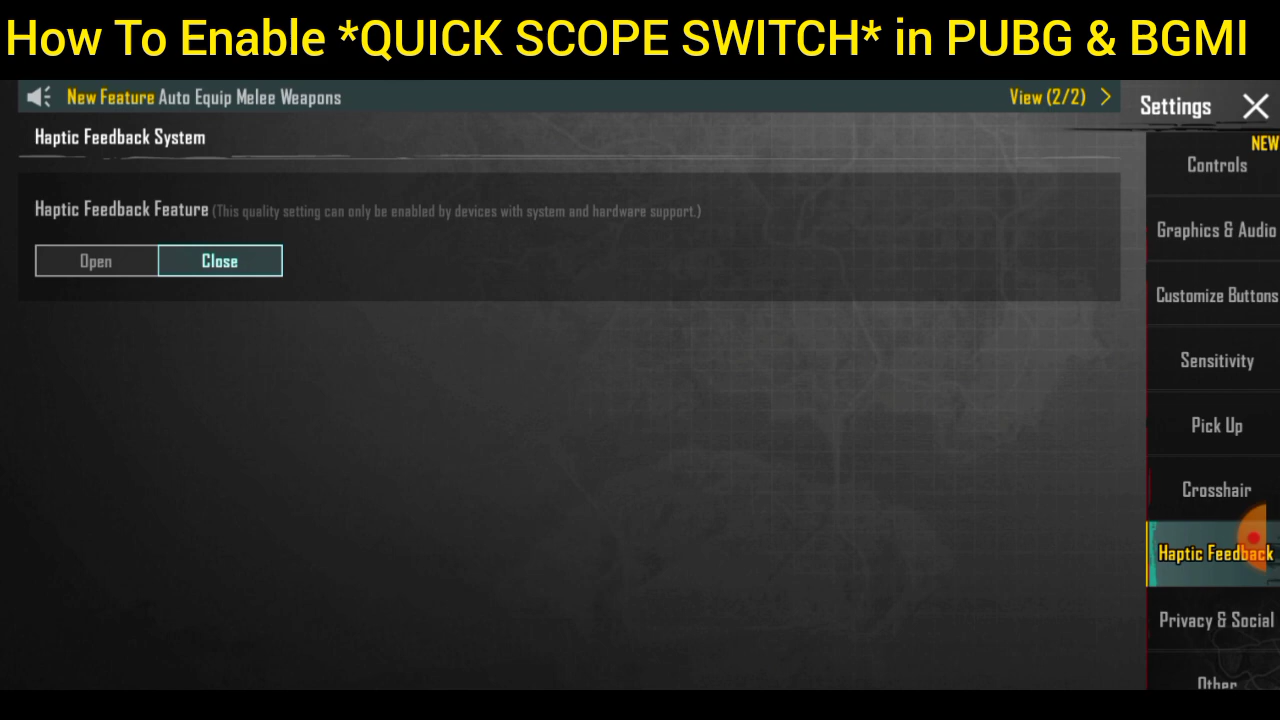 How To Enable *QUICK SCOPE SWITCH* in PUBG & BGMI
New Feature Auto Equip Melee Weapons
View (2/2) >
Settings
Haptic Feedback System
NEW
Controls
Haptic Feedback Feature (This quality setting can only be enabled by devices with system and hardware support.)
Open
Close
Graphics & Audio
Customize Buttons
Sensitivity
Pick Up
Crosshair
Haptic Feedback
Privacy & Social
Other